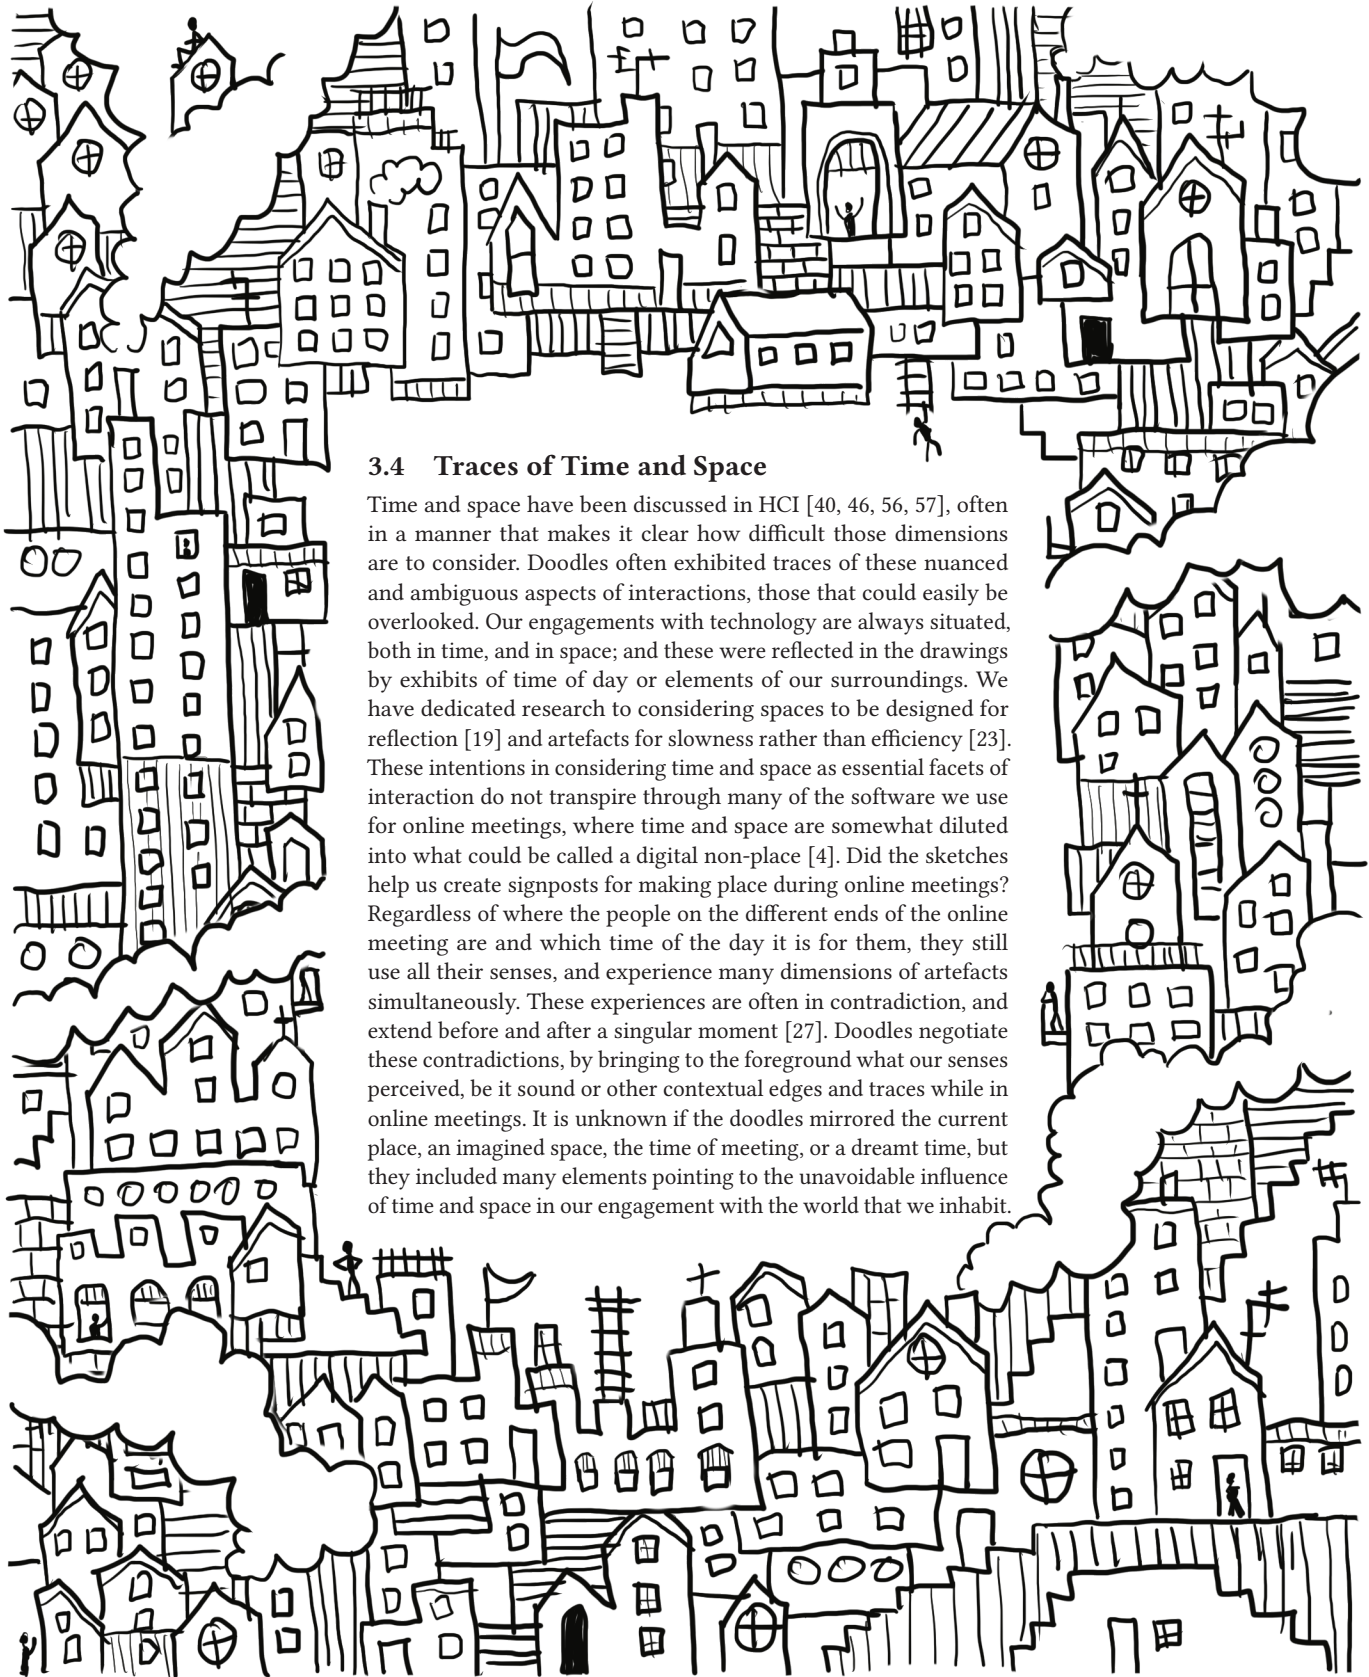 3.4 Traces of Time and Space
Time and space have been discussed in HCI [40, 46, 56, 57], often
in a manner that makes it clear how difficult those dimensions
are to consider. Doodles often exhibited traces of these nuanced
and ambiguous aspects of interactions, those that could easily be
overlooked. Our engagements with technology are always situated,
both in time, and in space; and these were reflected in the drawings
by exhibits of time of day or elements of our surroundings. We
have dedicated research to considering spaces to be designed for
reflection [19] and artefacts for slowness rather than efficiency [23].
These intentions in considering time and space as essential facets of
interaction do not transpire through many of the software we use
for online meetings, where time and space are somewhat diluted
into what could be called a digital non-place [4]. Did the sketches
help us create signposts for making place during online meetings?
Regardless of where the people on the different ends of the online
meeting are and which time of the day it is for them, they still
use all their senses, and experience many dimensions of artefacts
simultaneously. These experiences are often in contradiction, and
extend before and after a singular moment [27]. Doodles negotiate
these contradictions, by bringing to the foreground what our senses
perceived, be it sound or other contextual edges and traces while in
online meetings. It is unknown if the doodles mirrored the current
place, an imagined space, the time of meeting, or a dreamt time, but
they included many elements pointing to the unavoidable influence
of time and space in our engagement with the world that we inhabit.